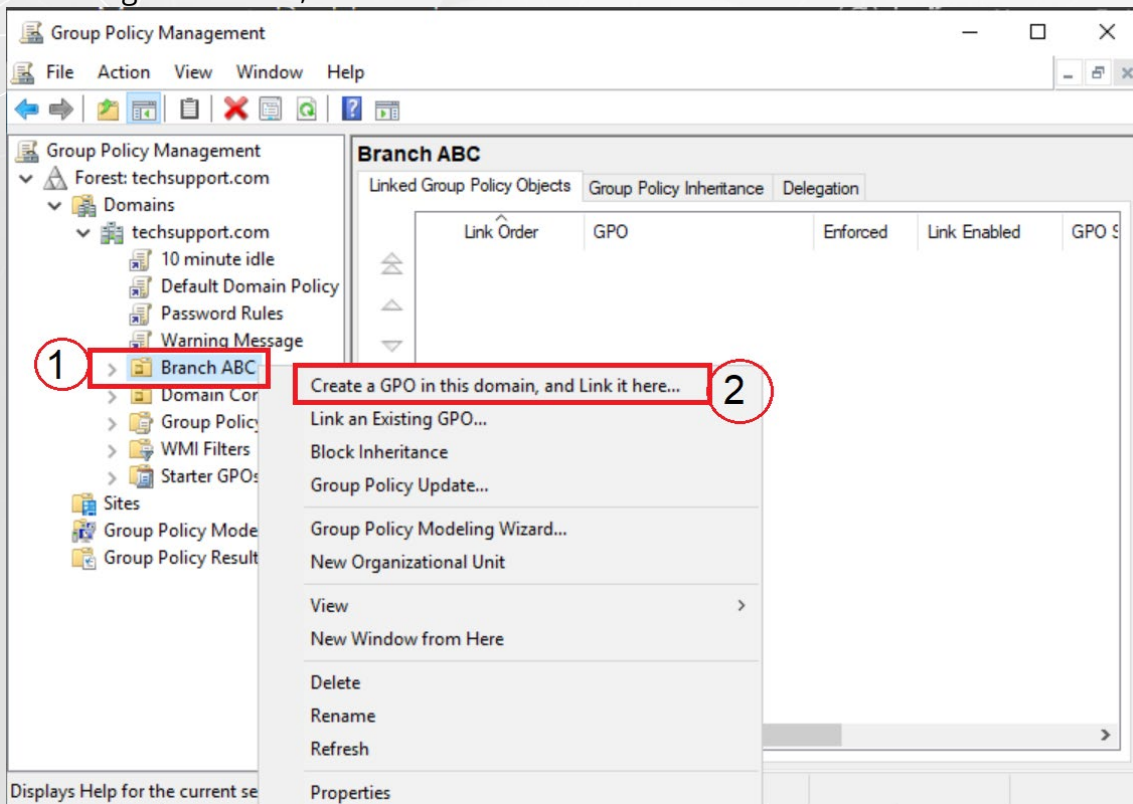 Group Policy Management
File Action View Window Help
Group Policy Management
Forest: techsupport.com
Domains
techsupport.com
10 minute idle
Default Domain Policy
Password Rules
Warning Message
1
Branch ABC
Domain Cor
Group Policy
WMI Filters
Starter GPOs
Sites
Group Policy Mode
Group Policy Result
Branch ABC
Linked Group Policy Objects Group Policy Inheritance Delegation
Link Order GPO Enforced Link Enabled GPO S
Create a GPO in this domain, and Link it here...
2
Link an Existing GPO...
Block Inheritance
Group Policy Update...
Group Policy Modeling Wizard...
New Organizational Unit
View
New Window from Here
Delete
Rename
Refresh
Properties
Displays Help for the current se